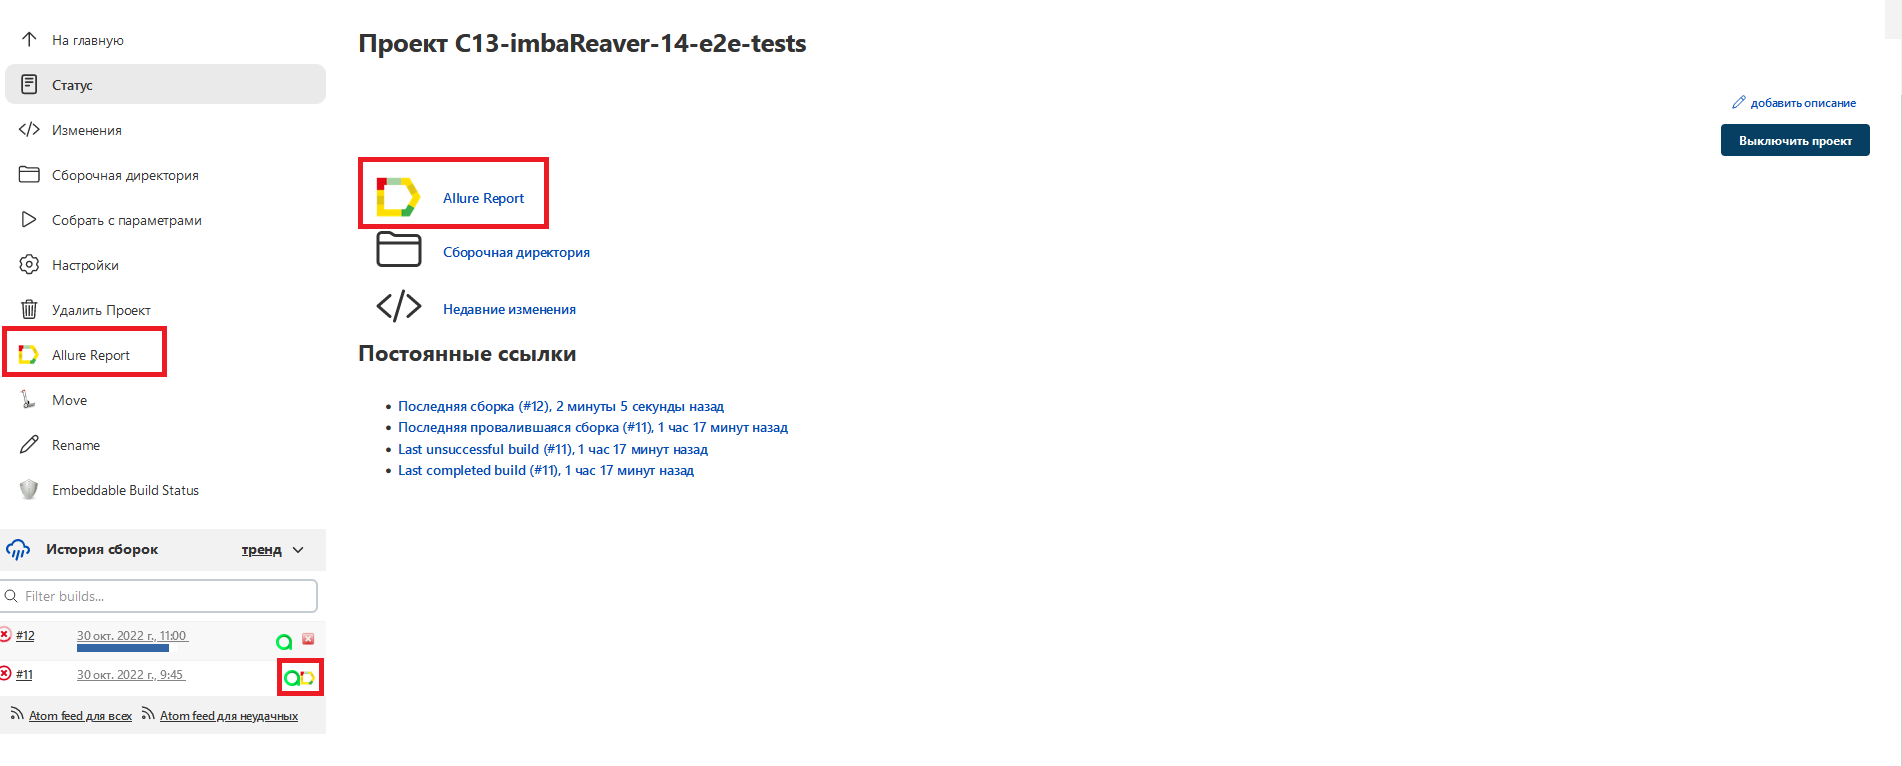 На главную
Статус
Изменения
Сборочная директория
Собрать с параметрами
Настройки
Удалить Проект
Allure Report
Move
Rename
Embeddable Build Status
История сборок
тренд
Filter builds...
#12 30 окт. 2022 г., 11:00
#11 30 окт. 2022 г., 9:45
Atom feed для всех Atom feed для неудачных
Проект C13-imbaReaver-14-e2e-tests
добавить описание
Выключить проект
Allure Report
Сборочная директория
Недавние изменения
Постоянные ссылки
Последняя сборка (#12), 2 минуты 5 секунды назад
Последняя провалившаяся сборка (#11), 1 час 17 минут назад
Last unsuccessful build (#11), 1 час 17 минут назад
Last completed build (#11), 1 час 17 минут назад